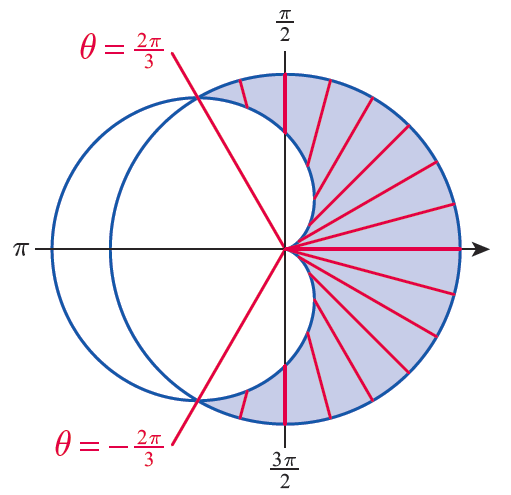 π/2
θ = 2π/3
π
θ = −2π/3
3π/2